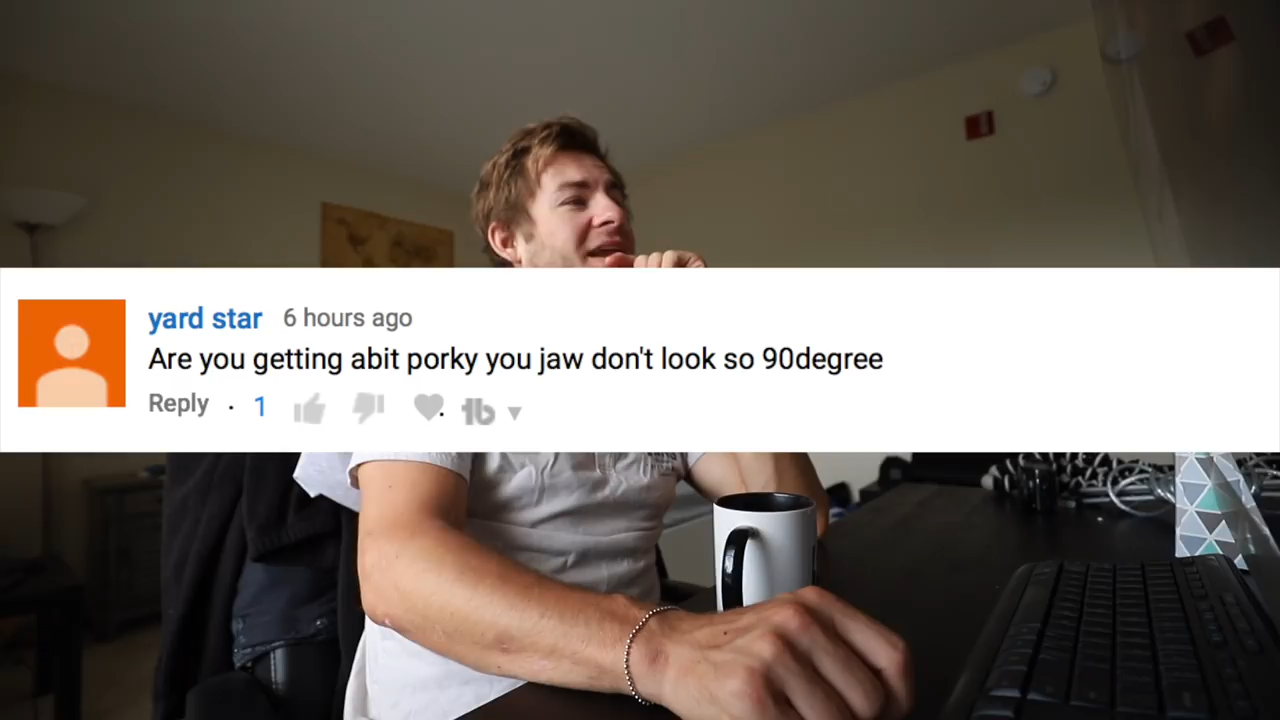 yard star 6 hours ago
Are you getting abit porky you jaw don't look so 90degree
Reply · 1